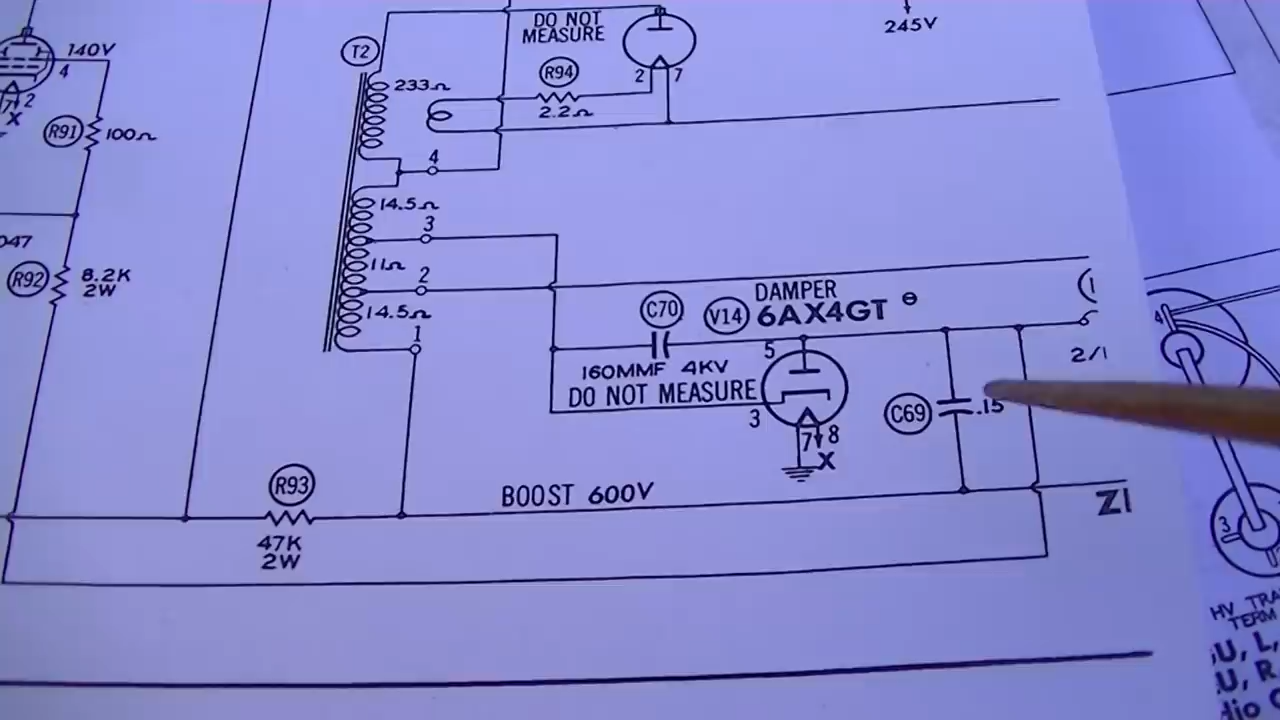 140V
4
7
2
X
R91
100Ω
047
R92
8.2K
2W
T2
DO NOT
MEASURE
245V
233Ω
R94
2.2Ω
2
7
4
14.5Ω
3
11Ω
2
14.5Ω
1
C70
V14
DAMPER
6AX4GT
160MMF 4KV
DO NOT MEASURE
5
3
7
8
X
C69
.15
(1
2/1
R93
47K
2W
BOOST 600V
Z1
4
3
HV TRA
TERM
U, L,
U, R
dio